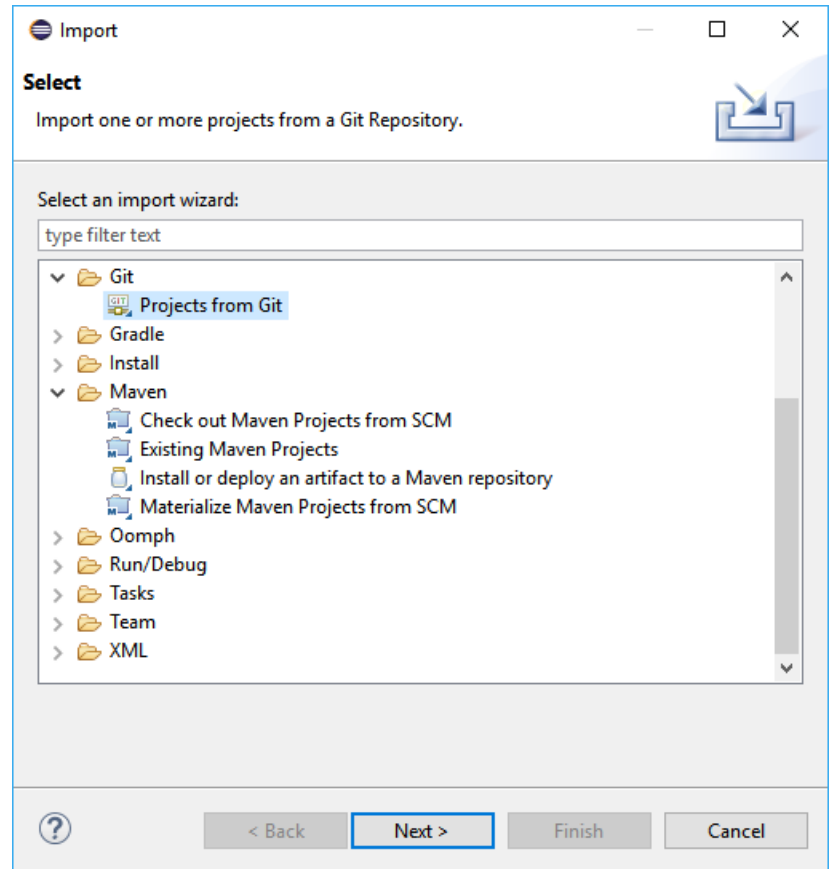 Import
Select
Import one or more projects from a Git Repository.
Select an import wizard:
type filter text
Git
GIT Projects from Git
Gradle
Install
Maven
M Check out Maven Projects from SCM
M Existing Maven Projects
Install or deploy an artifact to a Maven repository
M Materialize Maven Projects from SCM
Oomph
Run/Debug
Tasks
Team
XML
? < Back Next > Finish Cancel